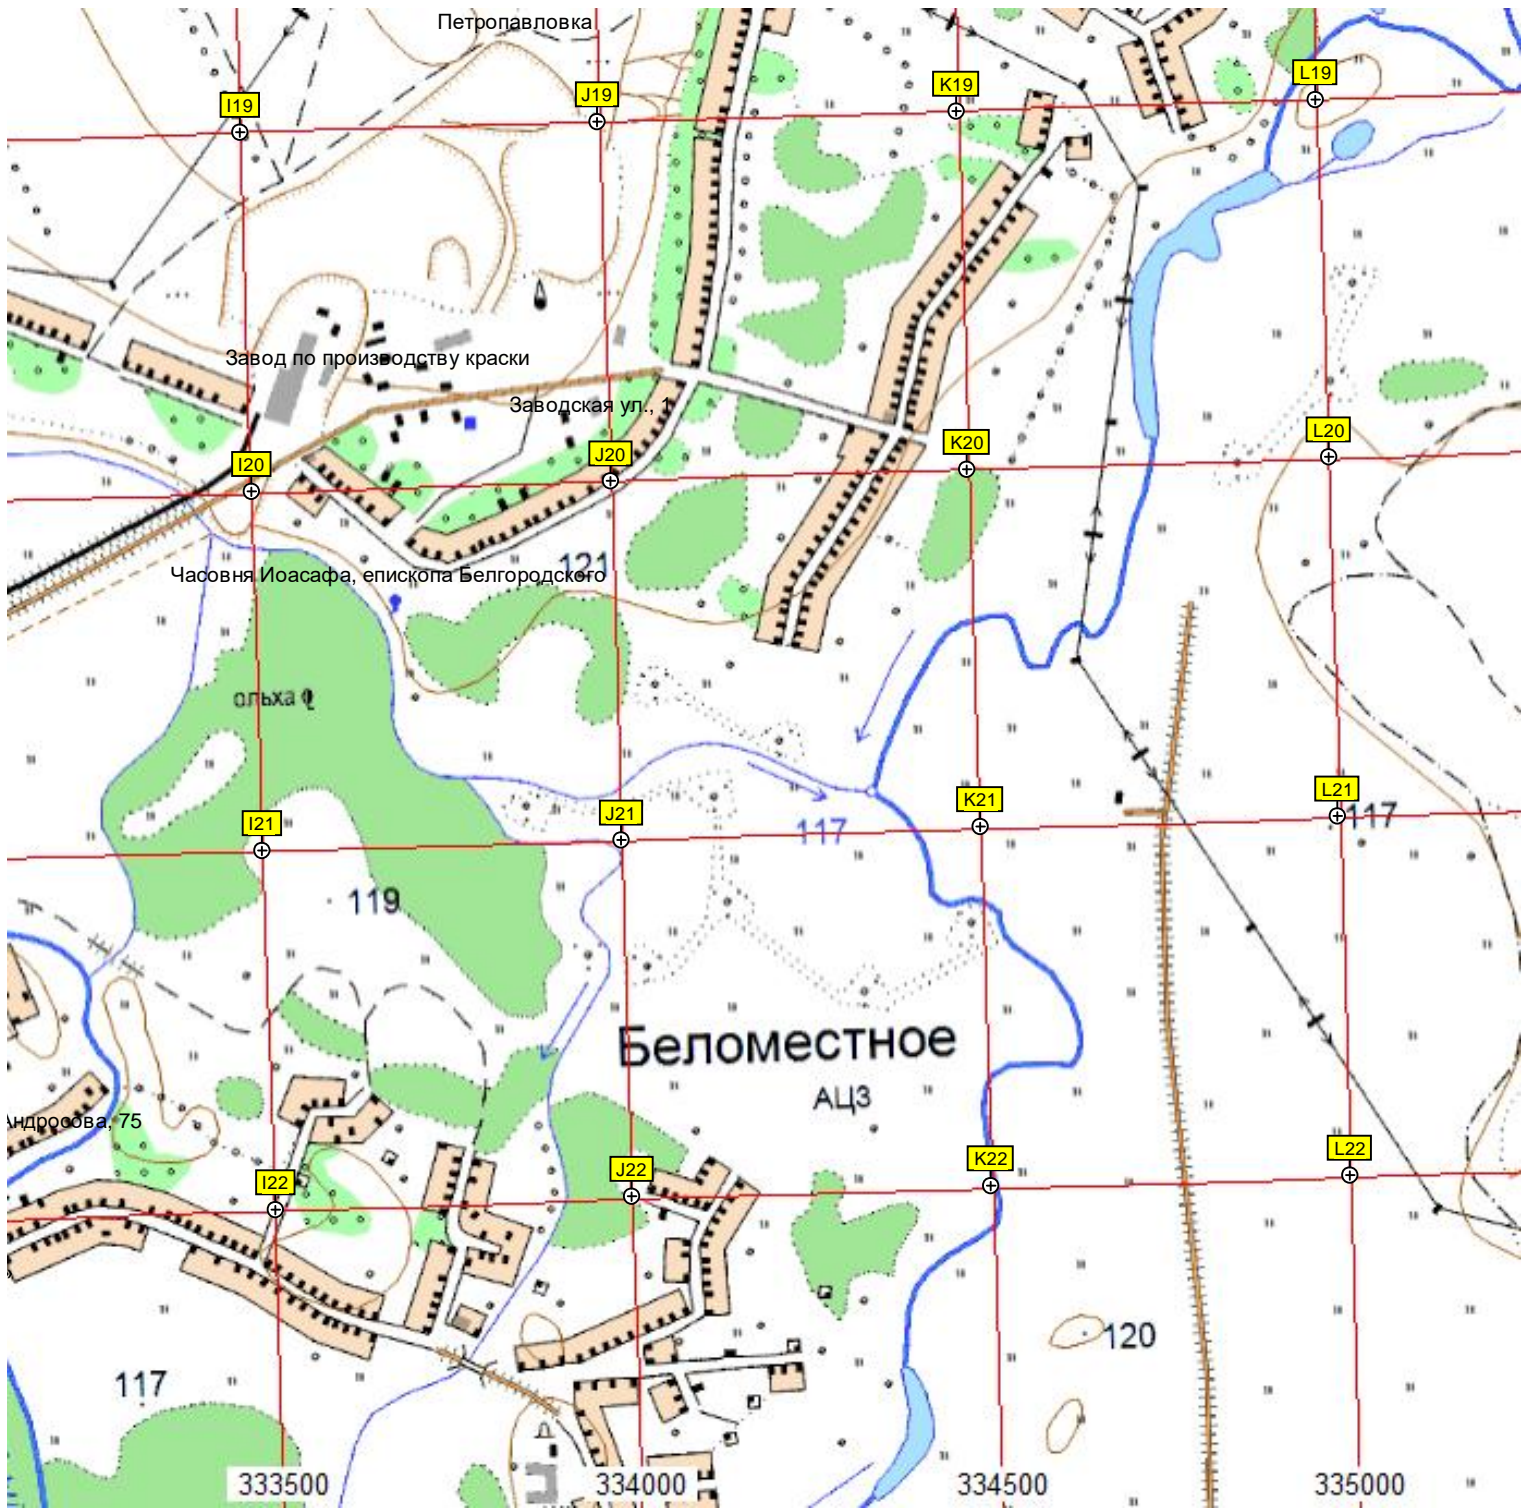 Петропавловка
L19
K19
J19
I19
Завод по производству краски
Заводская ул., 1
L20
K20
J20
I20
121
Часовня Иоасафа, епископа Белгородского
ольха
L21
K21
J21
I21
117
117
119
Беломестное
АЦЗ
Андросова, 75
L22
K22
J22
I22
120
117
333500
334000
334500
335000